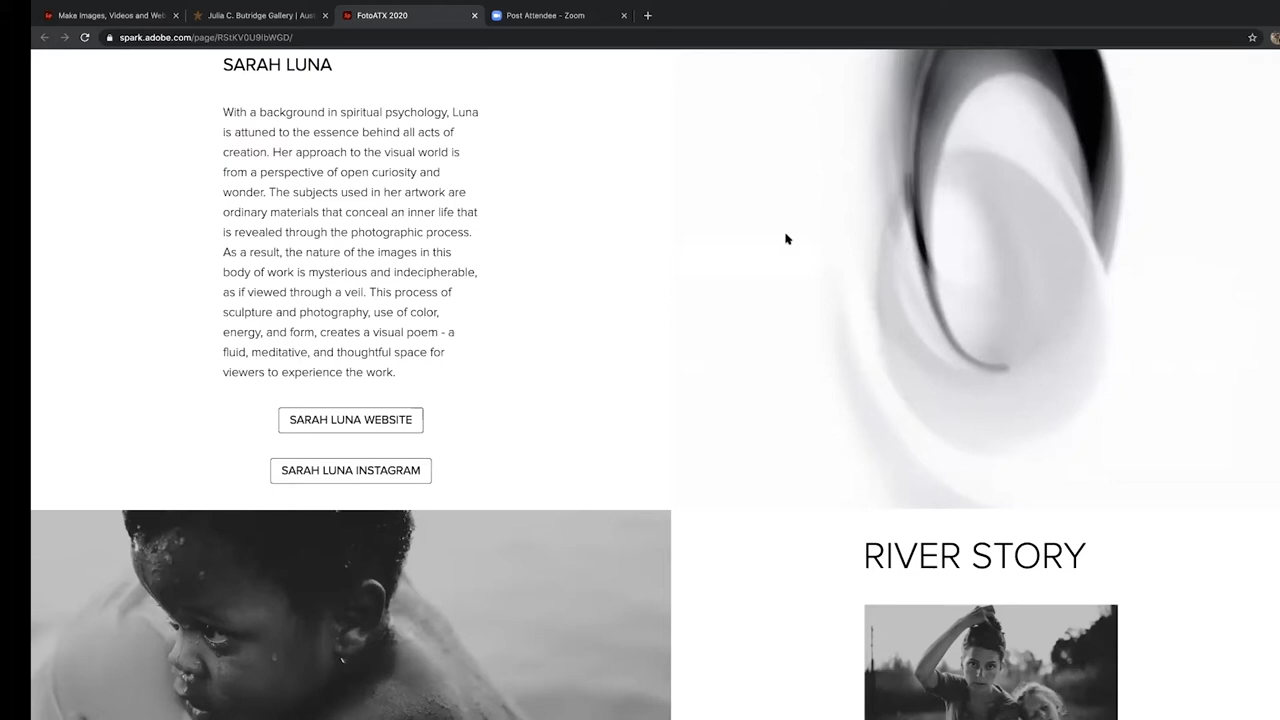 Make Images, Videos and Web
Julia C. Butridge Gallery | Aust
FotoATX 2020
Post Attendee - Zoom
spark.adobe.com/page/RStKV0U9IbWGD/
SARAH LUNA
With a background in spiritual psychology, Luna
is attuned to the essence behind all acts of
creation. Her approach to the visual world is
from a perspective of open curiosity and
wonder. The subjects used in her artwork are
ordinary materials that conceal an inner life that
is revealed through the photographic process.
As a result, the nature of the images in this
body of work is mysterious and indecipherable,
as if viewed through a veil. This process of
sculpture and photography, use of color,
energy, and form, creates a visual poem - a
fluid, meditative, and thoughtful space for
viewers to experience the work.
SARAH LUNA WEBSITE
SARAH LUNA INSTAGRAM
RIVER STORY